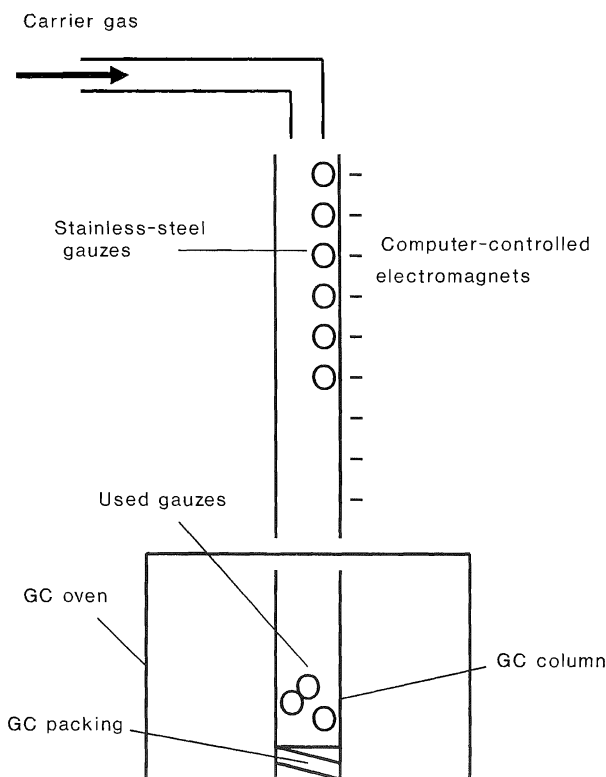 Carrier gas
Stainless-steel
gauzes
Computer-controlled
electromagnets
Used gauzes
GC oven
GC column
GC packing